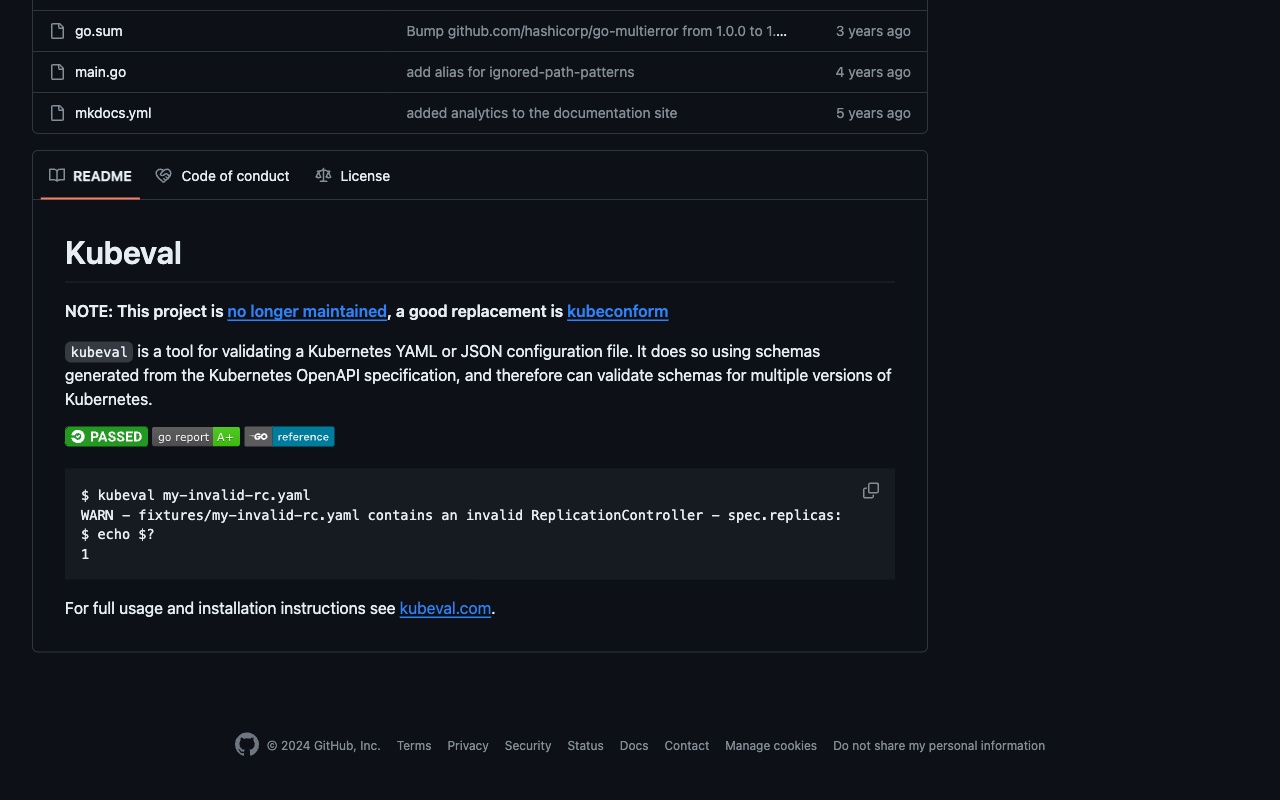 go.sum Bump github.com/hashicorp/go-multierror from 1.0.0 to 1.... 3 years ago
main.go add alias for ignored-path-patterns 4 years ago
mkdocs.yml added analytics to the documentation site 5 years ago
README Code of conduct License
Kubeval
NOTE: This project is no longer maintained, a good replacement is kubeconform
kubeval is a tool for validating a Kubernetes YAML or JSON configuration file. It does so using schemas
generated from the Kubernetes OpenAPI specification, and therefore can validate schemas for multiple versions of
Kubernetes.
PASSED go report A+ GO reference
$ kubeval my-invalid-rc.yaml
WARN - fixtures/my-invalid-rc.yaml contains an invalid ReplicationController - spec.replicas:
$ echo $?
1
For full usage and installation instructions see kubeval.com.
© 2024 GitHub, Inc. Terms Privacy Security Status Docs Contact Manage cookies Do not share my personal information